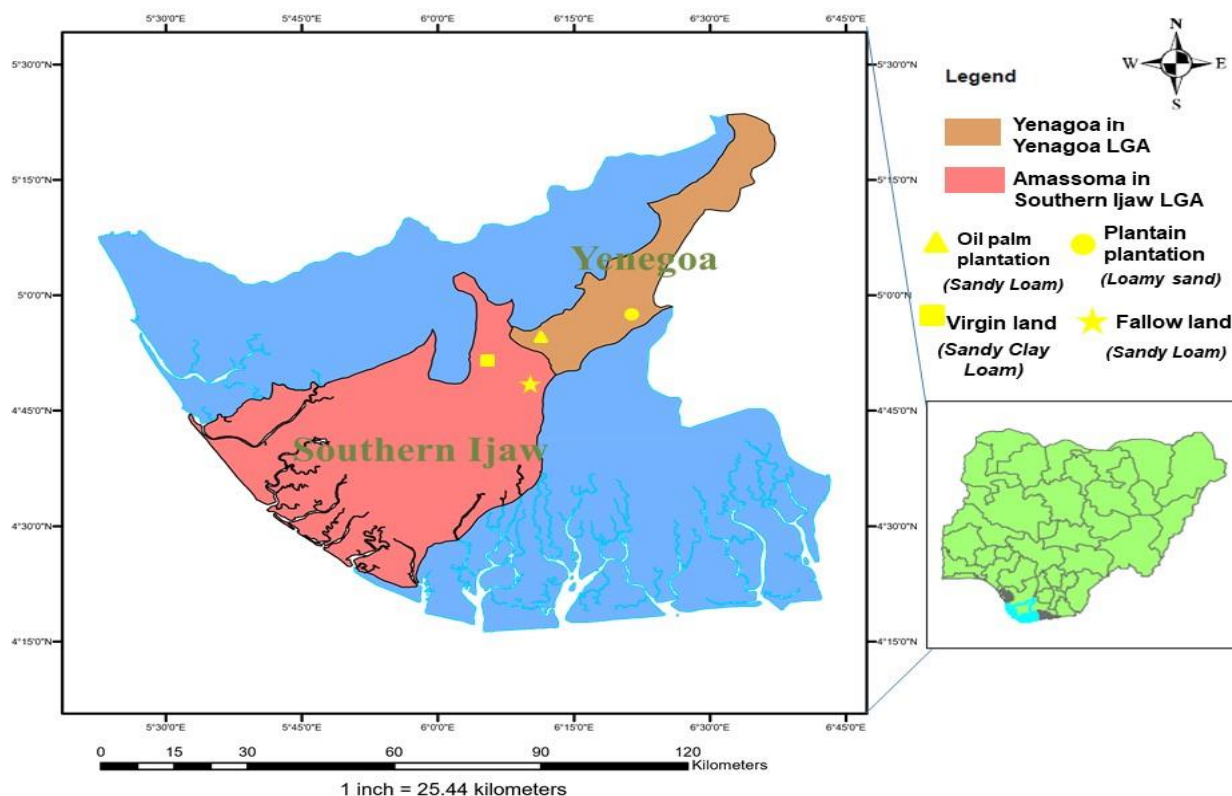 5°30'0"E 5°45'0"E 6°0'0"E 6°15'0"E 6°30'0"E 6°45'0"E
5°30'0"N
5°15'0"N
5°0'0"N
4°45'0"N
4°30'0"N
4°15'0"N
Yenegoa
Southern Ijaw
5°30'0"N
5°15'0"N
5°0'0"N
4°45'0"N
4°30'0"N
4°15'0"N
5°30'0"E 5°45'0"E 6°0'0"E 6°15'0"E 6°30'0"E 6°45'0"E
0 15 30 60 90 120
Kilometers
1 inch = 25.44 kilometers
N
W E
S
Legend
Yenagoa in
Yenagoa LGA
Amassoma in
Southern Ijaw LGA
Oil palm
plantation
(Sandy Loam)
Plantain
plantation
(Loamy sand)
Virgin land
(Sandy Clay
Loam)
Fallow land
(Sandy Loam)